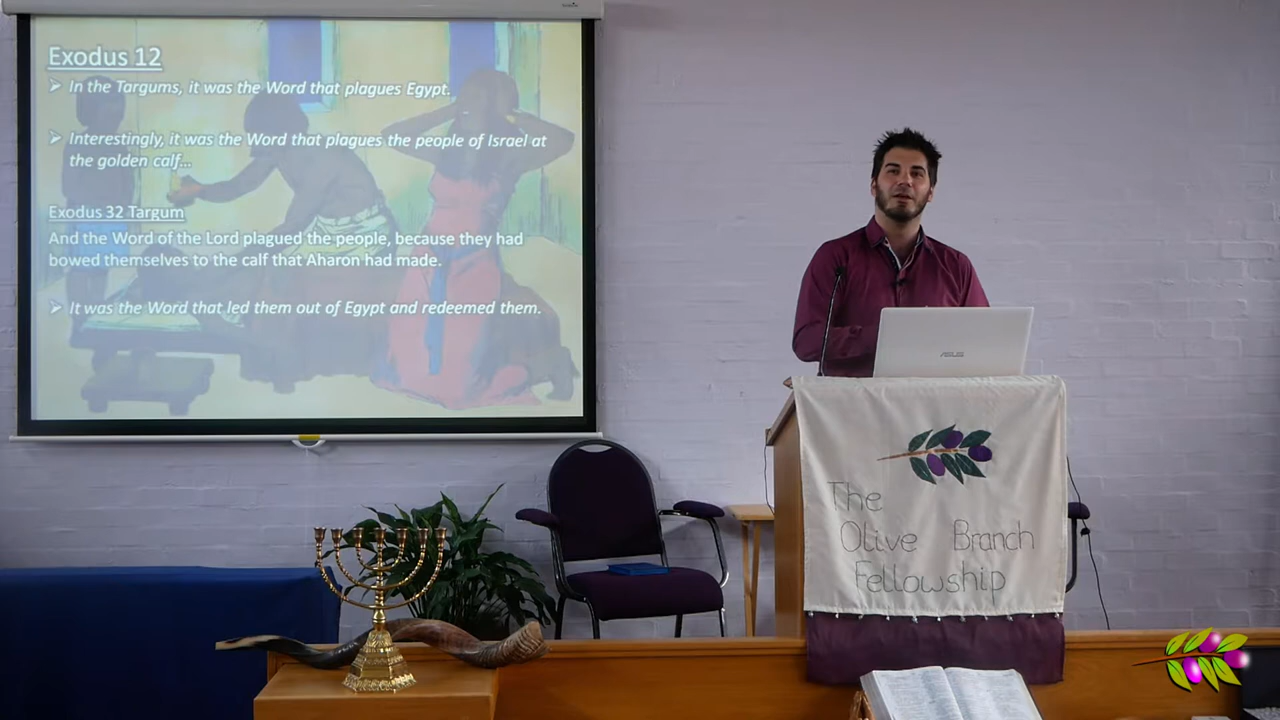 Exodus 12
➢ In the Targums, it was the Word that plagues Egypt.
➢ Interestingly, it was the Word that plagues the people of Israel at
the golden calf...
Exodus 32 Targum
And the Word of the Lord plagued the people, because they had
bowed themselves to the calf that Aharon had made.
➢ It was the Word that led them out of Egypt and redeemed them.
ASUS
The
Olive Branch
Fellowship